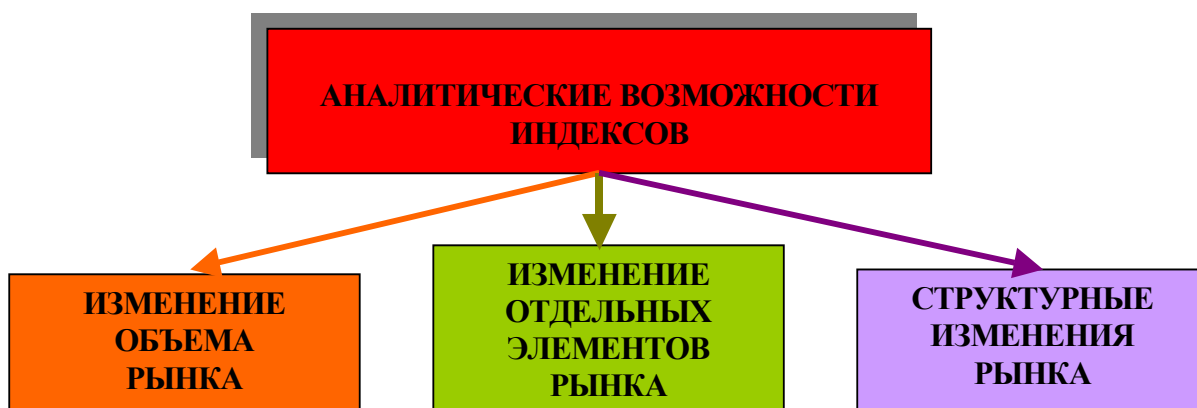 АНАЛИТИЧЕСКИЕ ВОЗМОЖНОСТИ
ИНДЕКСОВ
ИЗМЕНЕНИЕ
ОБЪЕМА
РЫНКА
ИЗМЕНЕНИЕ
ОТДЕЛЬНЫХ
ЭЛЕМЕНТОВ
РЫНКА
СТРУКТУРНЫЕ
ИЗМЕНЕНИЯ
РЫНКА